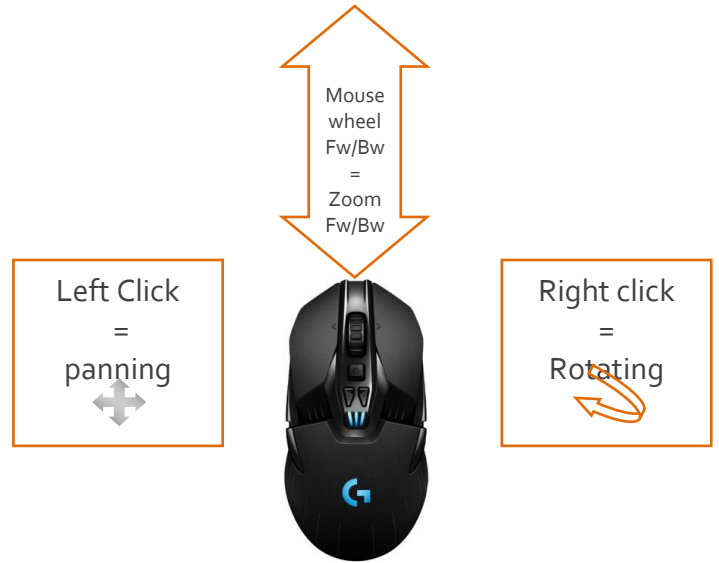 Mouse
wheel
Fw/Bw
=
Zoom
Fw/Bw
Left Click
=
panning
Right click
=
Rotating